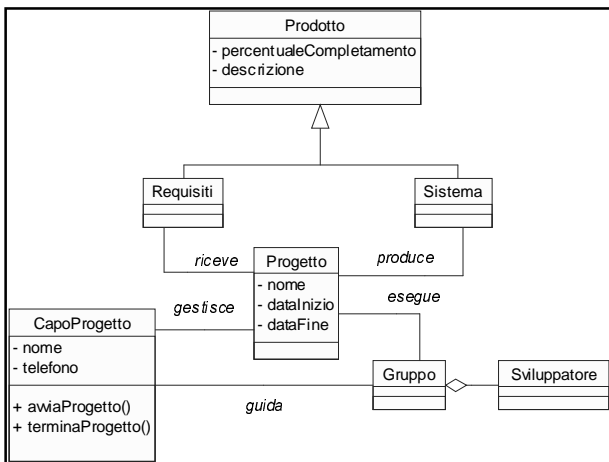 Prodotto
- percentualeCompletamento
- descrizione
Requisiti
Sistema
riceve
Progetto
produce
- nome
- dataInizio
- dataFine
gestisce
esegue
CapoProgetto
- nome
- telefono
+ avviaProgetto()
+ terminaProgetto()
guida
Gruppo
Sviluppatore